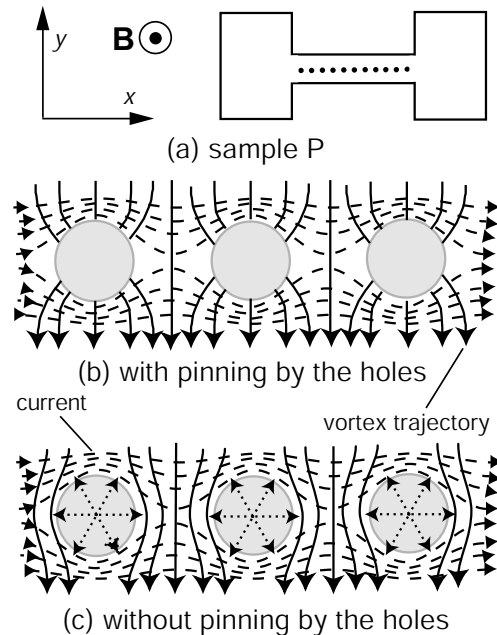 y
B
x
(a) sample P
(b) with pinning by the holes
current
vortex trajectory
(c) without pinning by the holes